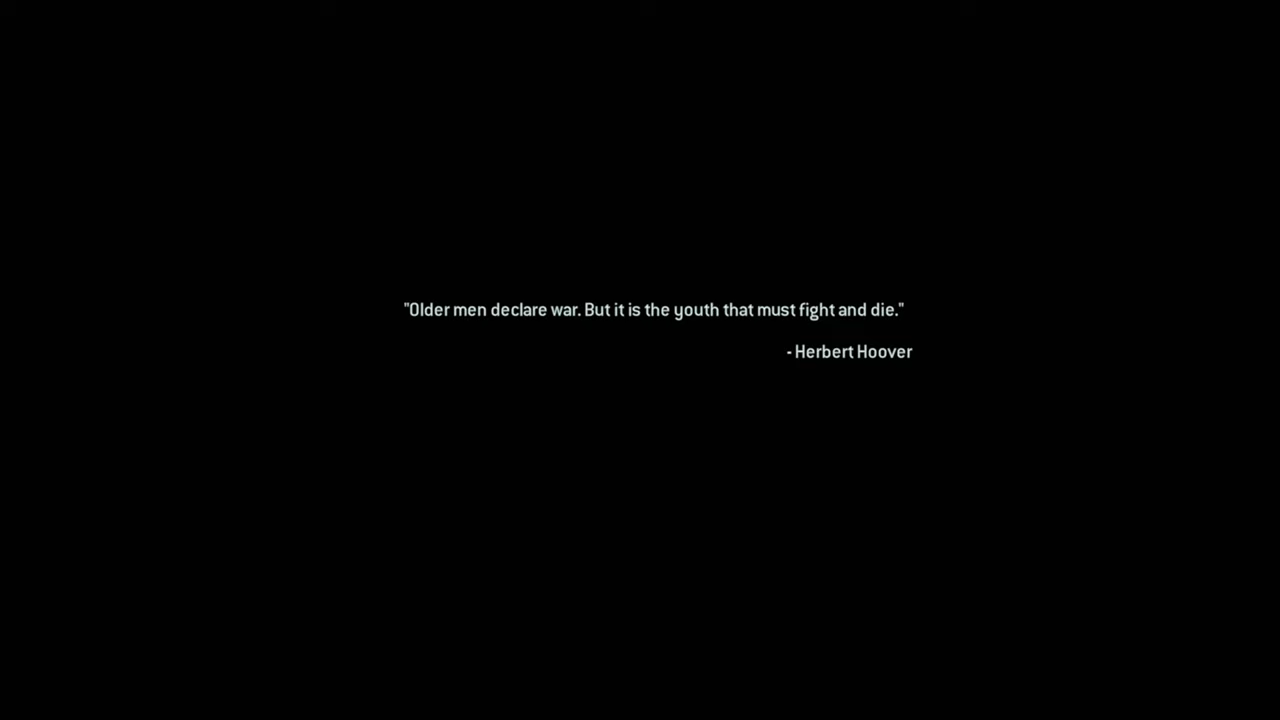 "Older men declare war. But it is the youth that must fight and die."
- Herbert Hoover